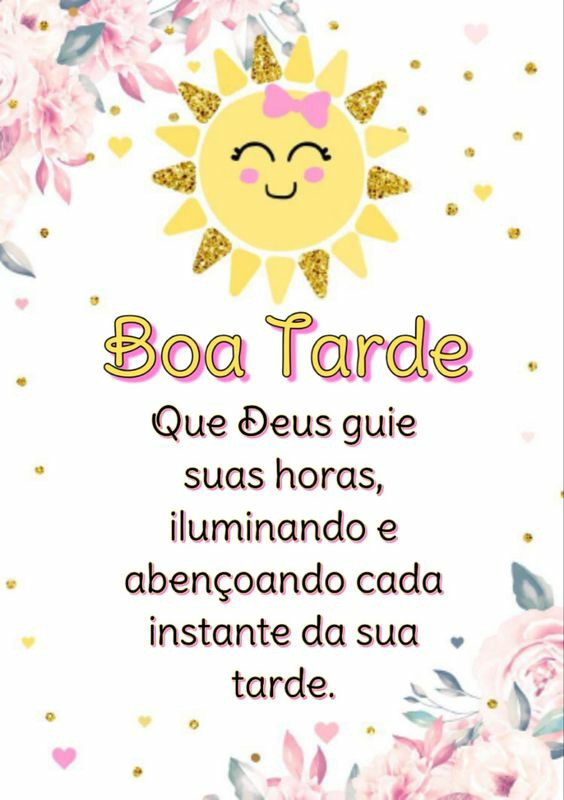 Boa Tarde
Que Deus guie
suas horas,
iluminando e
abençoando cada
instante da sua
tarde.